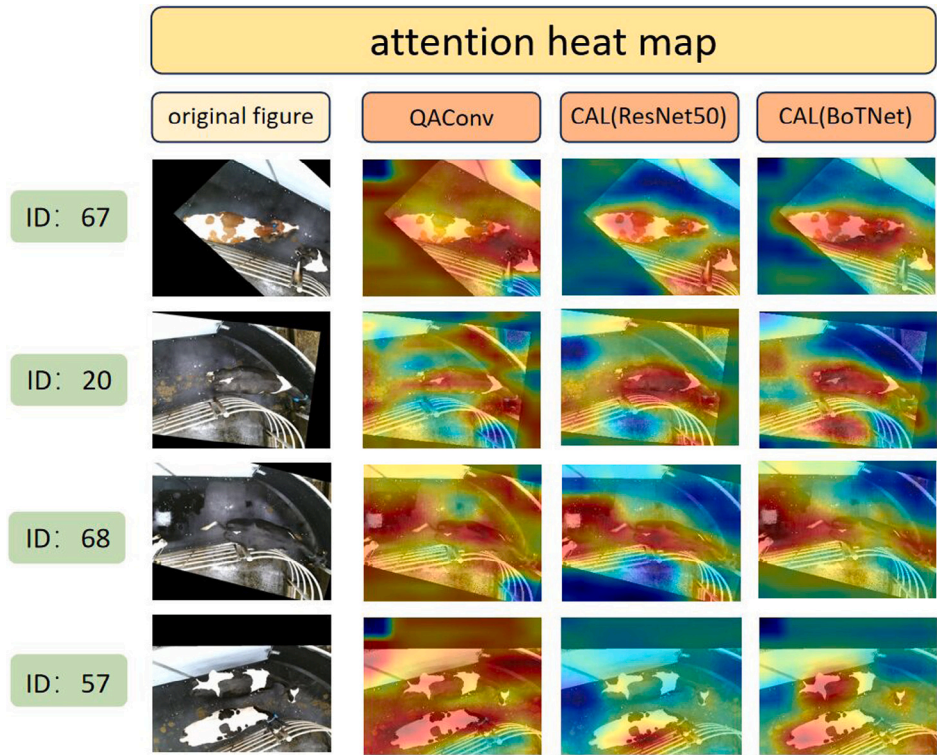 attention heat map
original figure
QAConv
CAL(ResNet50)
CAL(BoTNet)
ID： 67
ID： 20
ID： 68
ID： 57